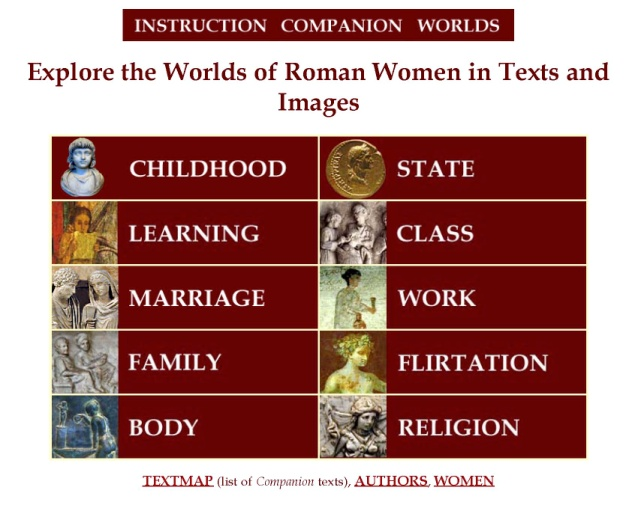 INSTRUCTION COMPANION WORLDS
Explore the Worlds of Roman Women in Texts and
Images
CHILDHOOD
STATE
LEARNING
CLASS
MARRIAGE
WORK
FAMILY
FLIRTATION
BODY
RELIGION
TEXTMAP (list of Companion texts), AUTHORS, WOMEN